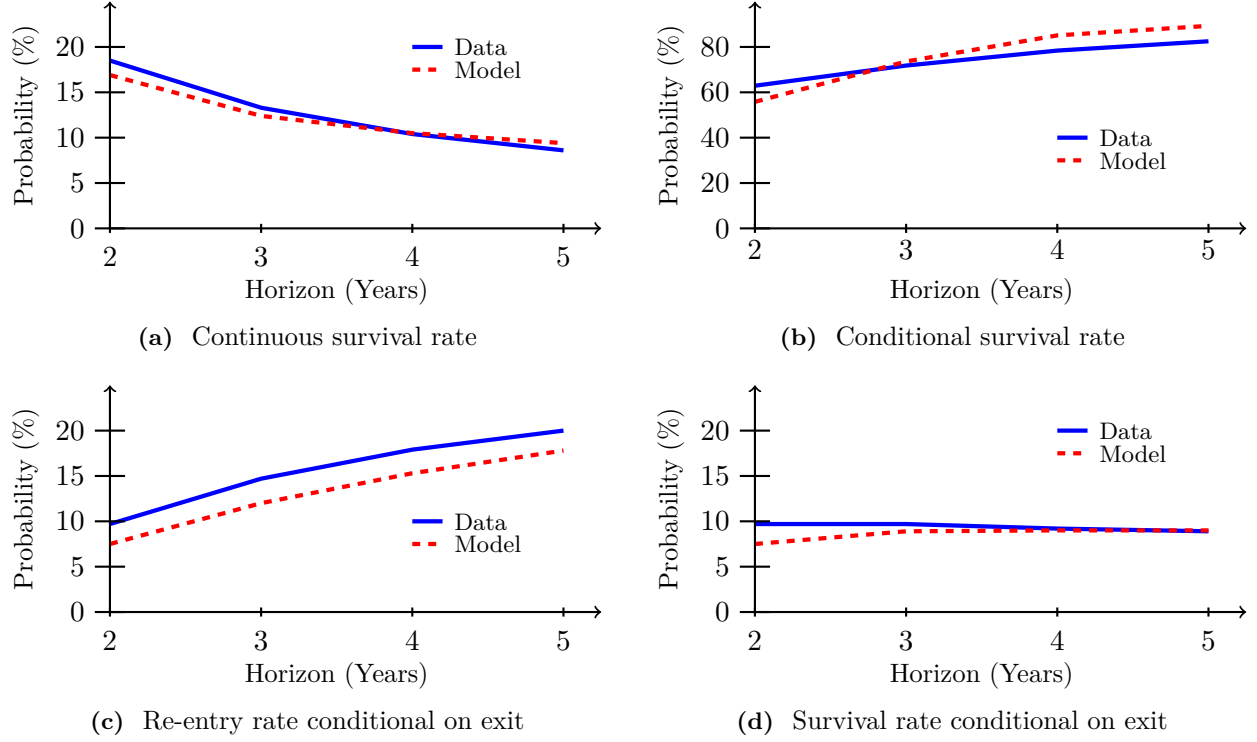 Probability (%)
20
15
10
5
0
Data
Model
2 3 4 5
Horizon (Years)
(a) Continuous survival rate
Probability (%)
80
60
40
20
0
Data
Model
2 3 4 5
Horizon (Years)
(b) Conditional survival rate
Probability (%)
20
15
10
5
0
Data
Model
2 3 4 5
Horizon (Years)
(c) Re-entry rate conditional on exit
Probability (%)
20
15
10
5
0
Data
Model
2 3 4 5
Horizon (Years)
(d) Survival rate conditional on exit